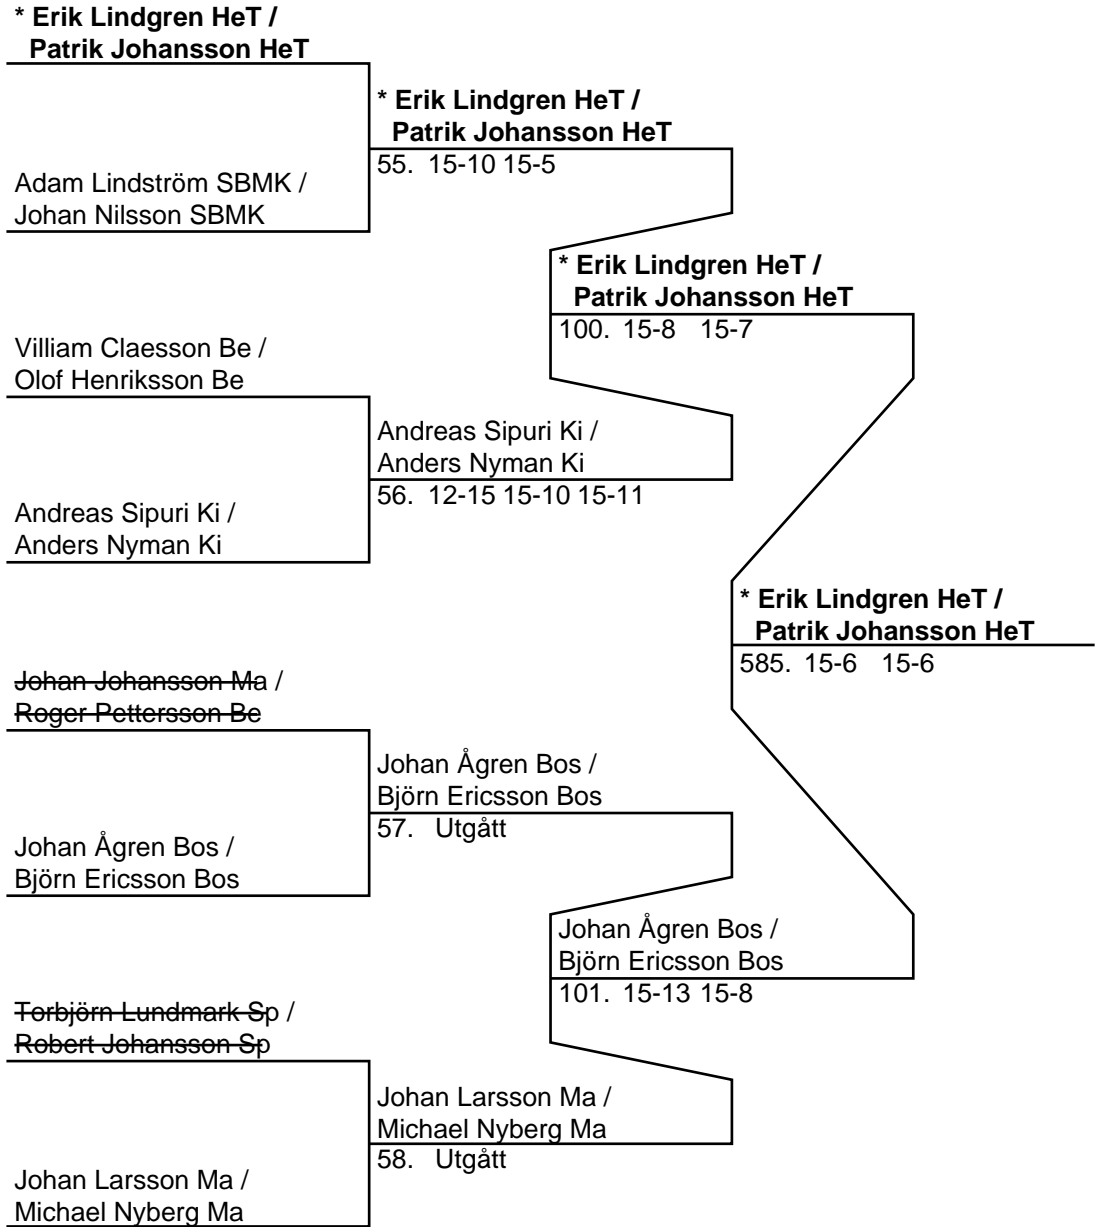 * Erik Lindgren HeT /
Patrik Johansson HeT
* Erik Lindgren HeT /
Patrik Johansson HeT
55. 15-10 15-5
Adam Lindström SBMK /
Johan Nilsson SBMK
* Erik Lindgren HeT /
Patrik Johansson HeT
100. 15-8 15-7
Villiam Claesson Be /
Olof Henriksson Be
Andreas Sipuri Ki /
Anders Nyman Ki
56. 12-15 15-10 15-11
Andreas Sipuri Ki /
Anders Nyman Ki
* Erik Lindgren HeT /
Patrik Johansson HeT
585. 15-6 15-6
Johan Johansson Ma /
Roger Pettersson Be
Johan Ågren Bos /
Björn Ericsson Bos
57. Utgått
Johan Ågren Bos /
Björn Ericsson Bos
Johan Ågren Bos /
Björn Ericsson Bos
101. 15-13 15-8
Torbjörn Lundmark Sp /
Robert Johansson Sp
Johan Larsson Ma /
Michael Nyberg Ma
58. Utgått
Johan Larsson Ma /
Michael Nyberg Ma